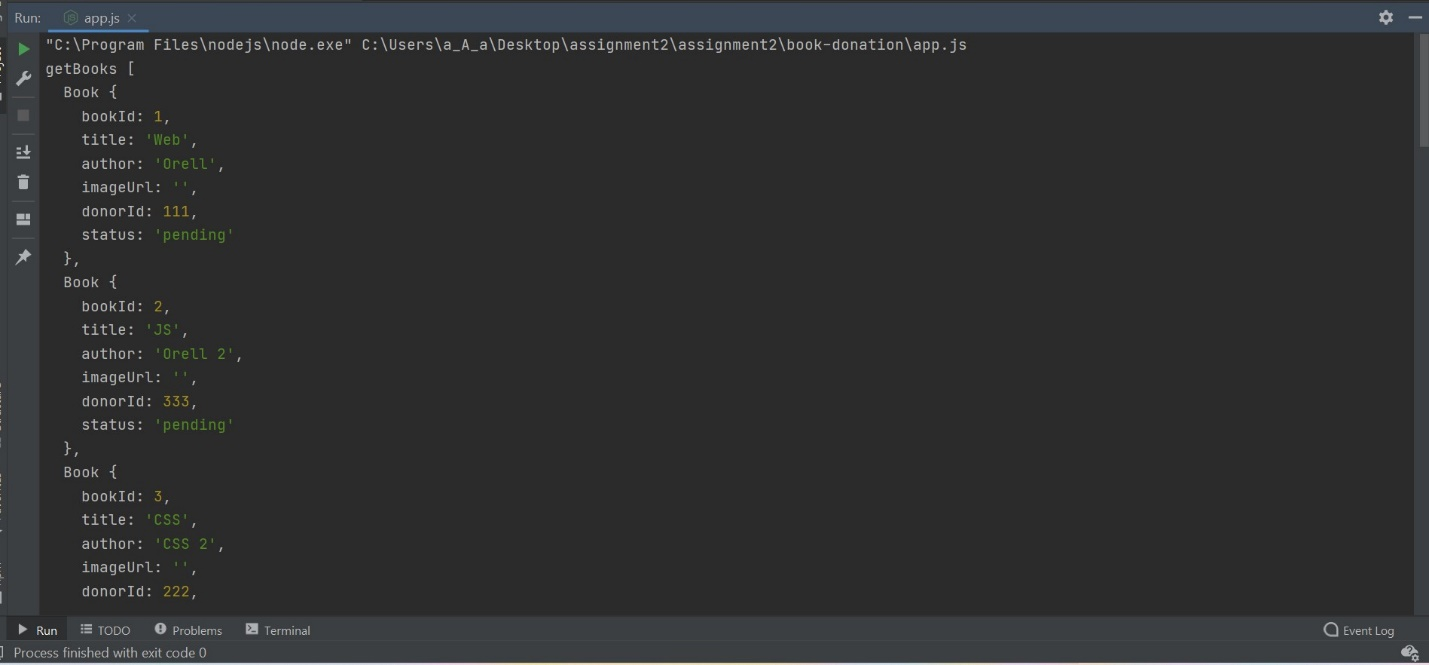 Run: app.js
"C:\Program Files\nodejs\node.exe" C:\Users\a_A_a\Desktop\assignment2\assignment2\book-donation\app.js
getBooks [
Book {
bookId: 1,
title: 'Web',
author: 'Orell',
imageUrl: '',
donorId: 111,
status: 'pending'
},
Book {
bookId: 2,
title: 'JS',
author: 'Orell 2',
imageUrl: '',
donorId: 333,
status: 'pending'
},
Book {
bookId: 3,
title: 'CSS',
author: 'CSS 2',
imageUrl: '',
donorId: 222,
Run TODO Problems Terminal Event Log
Process finished with exit code 0